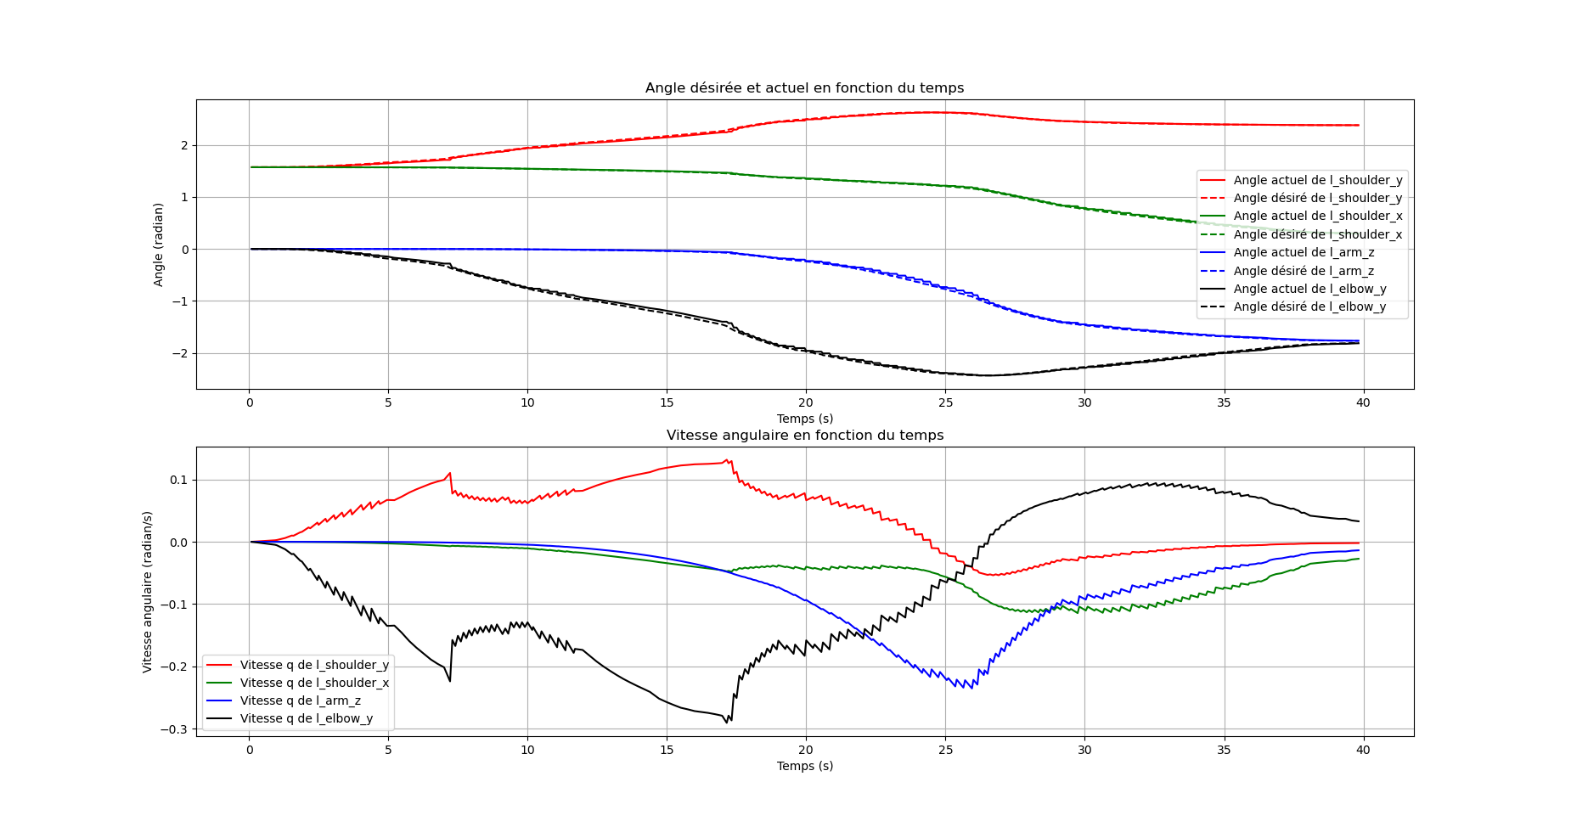 Angle désirée et actuel en fonction du temps
Angle (radian)
2
1
0
−1
−2
Angle actuel de l_shoulder_y
Angle désiré de l_shoulder_y
Angle actuel de l_shoulder_x
Angle désiré de l_shoulder_x
Angle actuel de l_arm_z
Angle désiré de l_arm_z
Angle actuel de l_elbow_y
Angle désiré de l_elbow_y
0 5 10 15 20 25 30 35 40
Temps (s)
Vitesse angulaire en fonction du temps
Vitesse angulaire (radian/s)
0.1
0.0
−0.1
−0.2
−0.3
Vitesse q de l_shoulder_y
Vitesse q de l_shoulder_x
Vitesse q de l_arm_z
Vitesse q de l_elbow_y
0 5 10 15 20 25 30 35 40
Temps (s)